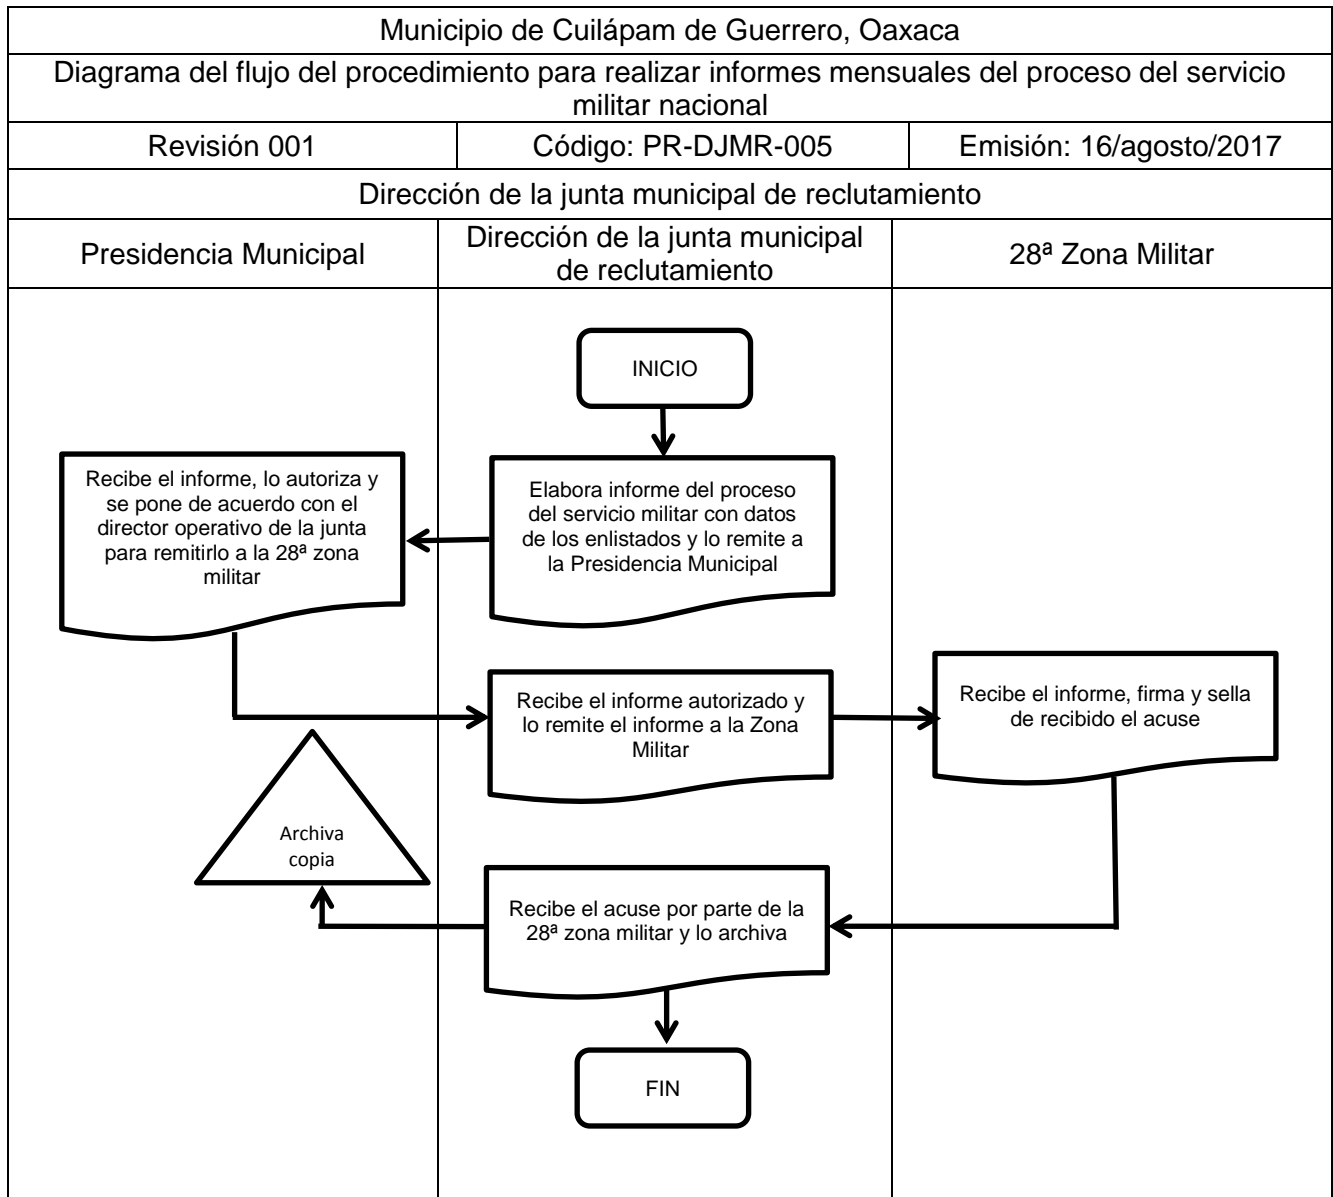 Municipio de Cuilápam de Guerrero, Oaxaca
Diagrama del flujo del procedimiento para realizar informes mensuales del proceso del servicio
militar nacional
Revisión 001
Código: PR-DJMR-005
Emisión: 16/agosto/2017
Dirección de la junta municipal de reclutamiento
Presidencia Municipal
Dirección de la junta municipal
de reclutamiento
28ª Zona Militar
INICIO
Elabora informe del proceso
del servicio militar con datos
de los enlistados y lo remite a
la Presidencia Municipal
Recibe el informe, lo autoriza y
se pone de acuerdo con el
director operativo de la junta
para remitirlo a la 28ª zona
militar
Recibe el informe autorizado y
lo remite el informe a la Zona
Militar
Recibe el informe, firma y sella
de recibido el acuse
Recibe el acuse por parte de la
28ª zona militar y lo archiva
Archiva
copia
FIN